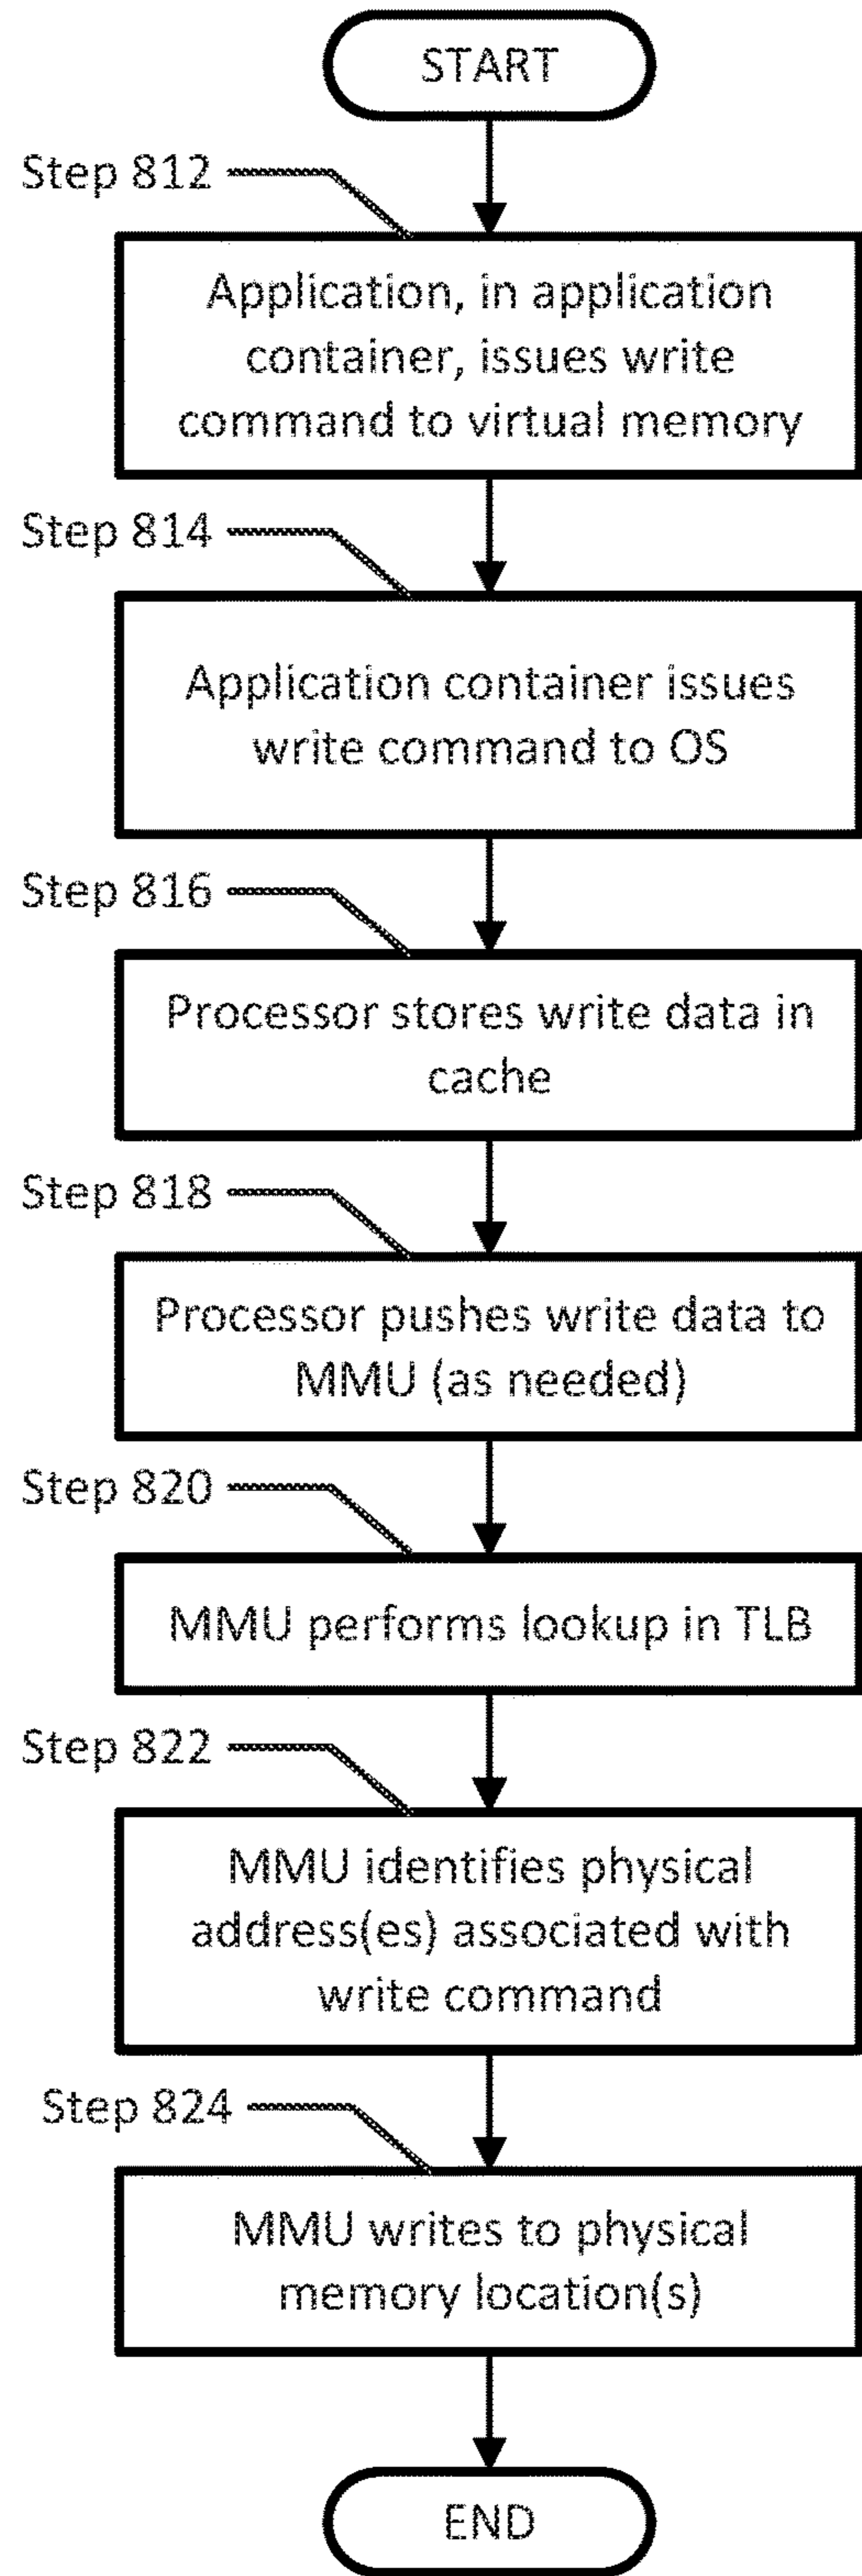 START
Step 812
Application, in application
container, issues write
command to virtual memory
Step 814
Application container issues
write command to OS
Step 816
Processor stores write data in
cache
Step 818
Processor pushes write data to
MMU (as needed)
Step 820
MMU performs lookup in TLB
Step 822
MMU identifies physical
address(es) associated with
write command
Step 824
MMU writes to physical
memory location(s)
END